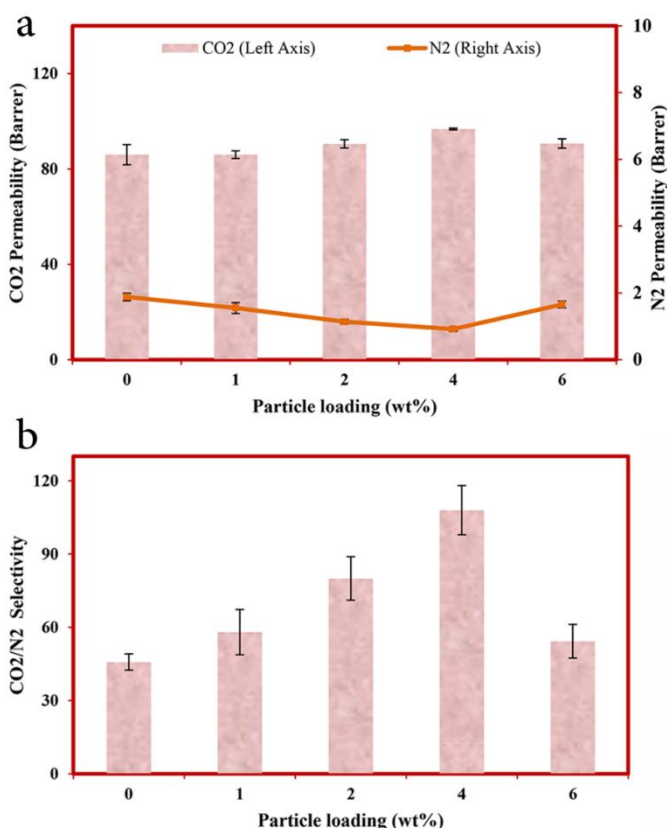 a
CO2 (Left Axis) N2 (Right Axis)
CO2 Permeability (Barrer)
120
80
40
0
N2 Permeability (Barrer)
10
8
6
4
2
0
0 1 2 4 6
Particle loading (wt%)
b
CO2/N2 Selectivity
120
90
60
30
0
0 1 2 4 6
Particle loading (wt%)